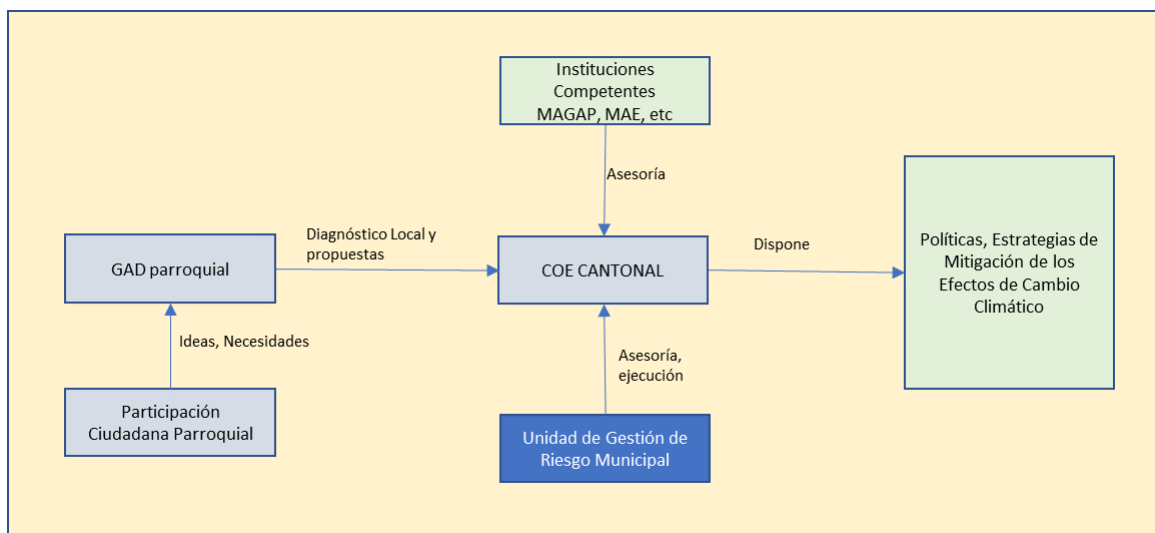 Instituciones
Competentes
MAGAP, MAE, etc
Asesoría
Diagnóstico Local y
propuestas
Dispone
GAD parroquial
COE CANTONAL
Políticas, Estrategias de
Mitigación de los
Efectos de Cambio
Climático
Ideas, Necesidades
Asesoría,
ejecución
Participación
Ciudadana Parroquial
Unidad de Gestión de
Riesgo Municipal